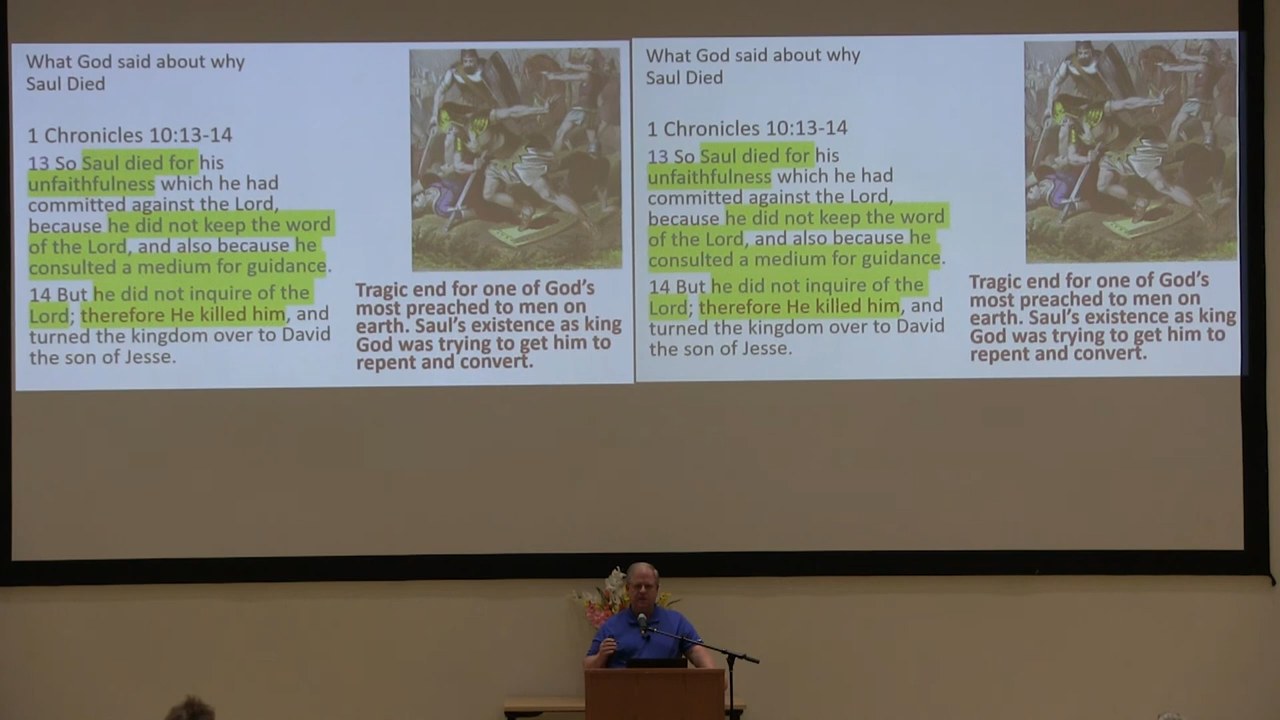 What God said about why
Saul Died
1 Chronicles 10:13-14
13 So Saul died for his
unfaithfulness which he had
committed against the Lord,
because he did not keep the word
of the Lord, and also because he
consulted a medium for guidance.
14 But he did not inquire of the
Lord; therefore He killed him, and
turned the kingdom over to David
the son of Jesse.
Tragic end for one of God's
most preached to men on
earth. Saul's existence as king
God was trying to get him to
repent and convert.
What God said about why
Saul Died
1 Chronicles 10:13-14
13 So Saul died for his
unfaithfulness which he had
committed against the Lord,
because he did not keep the word
of the Lord, and also because he
consulted a medium for guidance.
14 But he did not inquire of the
Lord; therefore He killed him, and
turned the kingdom over to David
the son of Jesse.
Tragic end for one of God's
most preached to men on
earth. Saul's existence as king
God was trying to get him to
repent and convert.